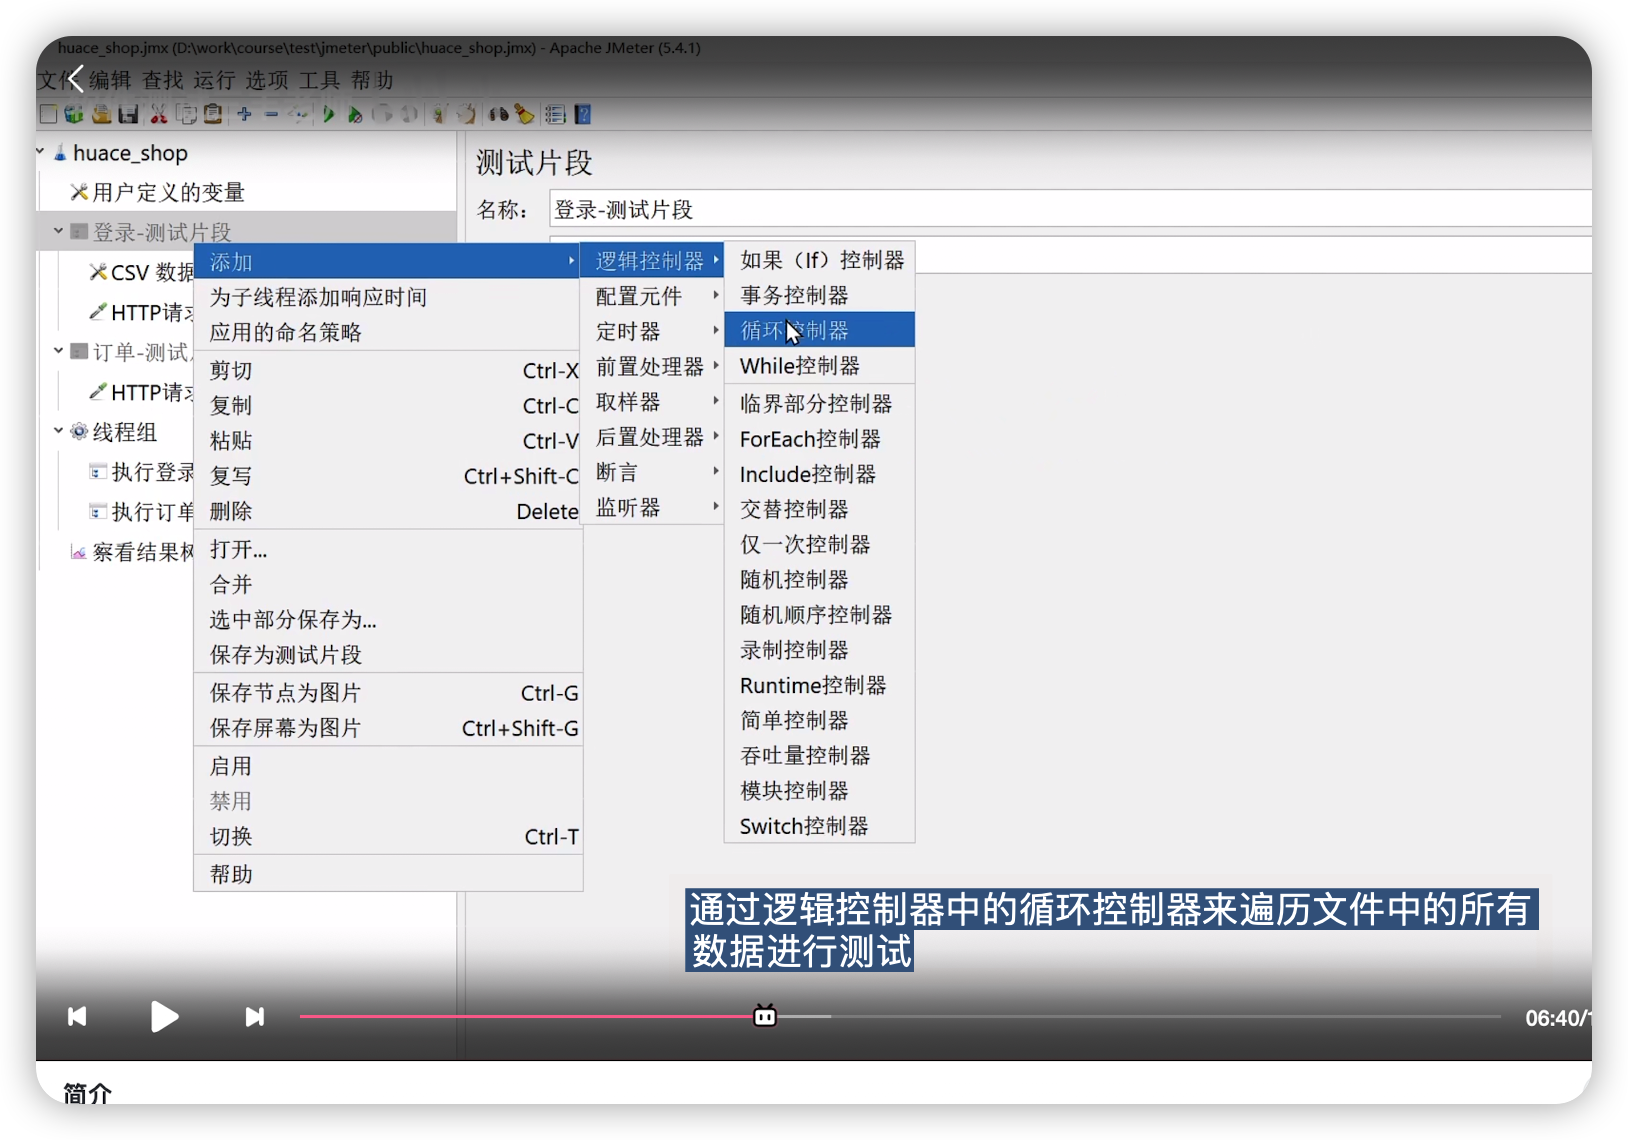 huace_shop.jmx (D:\work\course\test\jmeter\public\huace_shop.jmx) - Apache JMeter (5.4.1)
文件 编辑 查找 运行 选项 工具 帮助
huace_shop
用户定义的变量
登录-测试片段
CSV 数据
HTTP请求
订单-测试
HTTP请求
线程组
执行登录
执行订单
察看结果树
测试片段
名称：
登录-测试片段
添加
为子线程添加响应时间
应用的命名策略
剪切 Ctrl-X
复制 Ctrl-C
粘贴 Ctrl-V
复写 Ctrl+Shift-C
删除 Delete
打开...
合并
选中部分保存为...
保存为测试片段
保存节点为图片 Ctrl-G
保存屏幕为图片 Ctrl+Shift-G
启用
禁用
切换 Ctrl-T
帮助
逻辑控制器
配置元件
定时器
前置处理器
取样器
后置处理器
断言
监听器
如果（If）控制器
事务控制器
循环控制器
While控制器
临界部分控制器
ForEach控制器
Include控制器
交替控制器
仅一次控制器
随机控制器
随机顺序控制器
录制控制器
Runtime控制器
简单控制器
吞吐量控制器
模块控制器
Switch控制器
通过逻辑控制器中的循环控制器来遍历文件中的所有
数据进行测试
06:40/1
简介